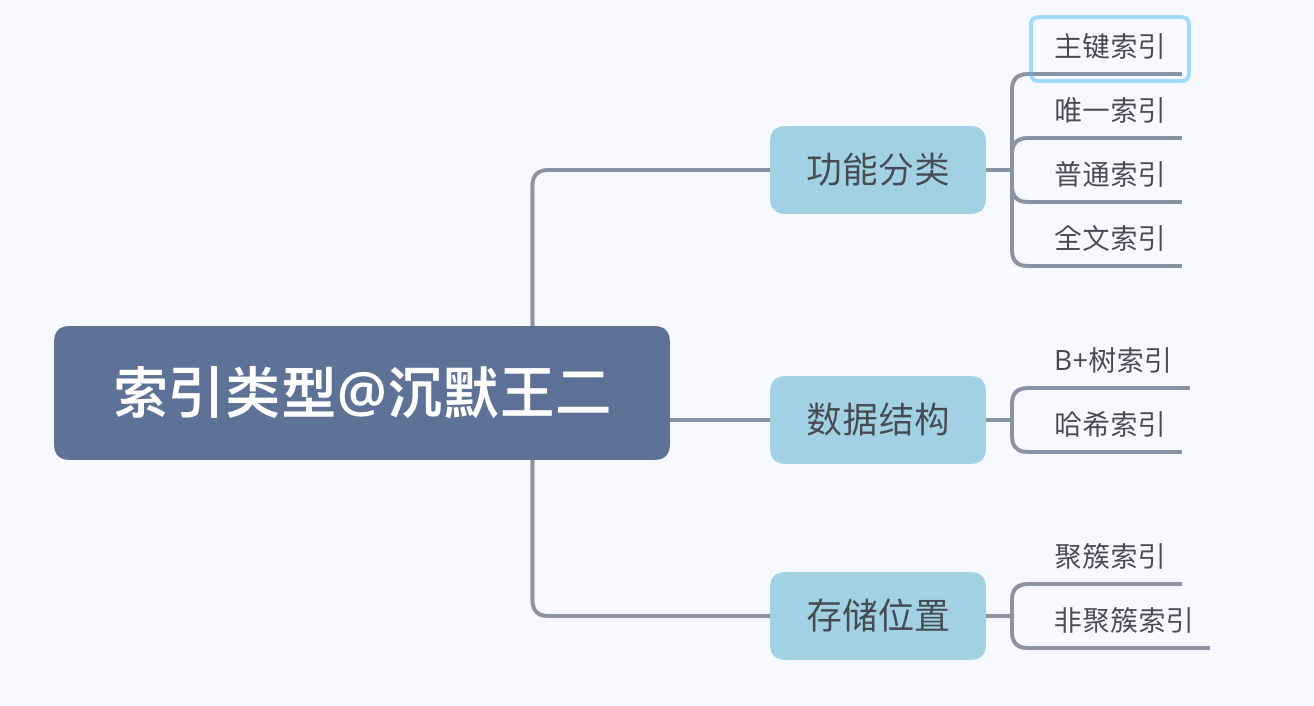 索引类型@沉默王二
功能分类
主键索引
唯一索引
普通索引
全文索引
数据结构
B+树索引
哈希索引
存储位置
聚簇索引
非聚簇索引